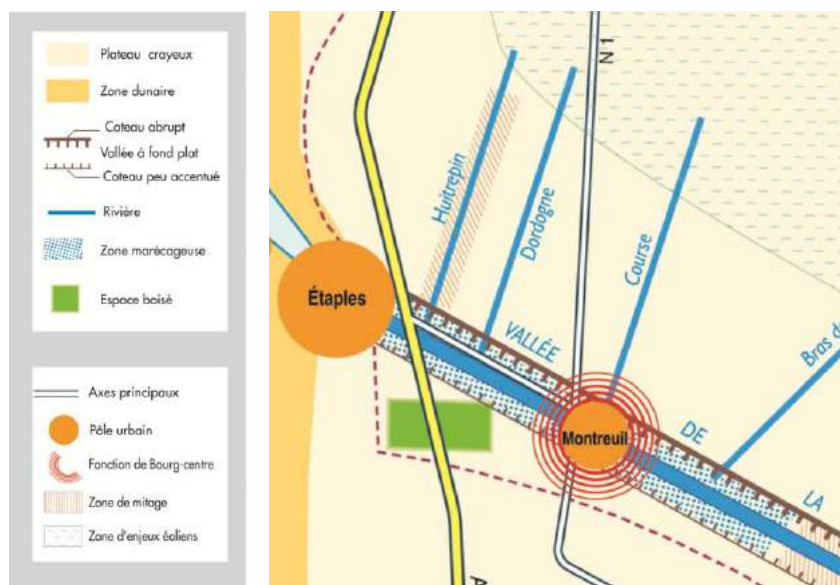 Plateau crayeux
Zone dunaire
Coteau abrupt
Vallée à fond plat
Coteau peu accentué
Rivière
Zone marécageuse
Espace boisé
Axes principaux
Pôle urbain
Fonction de Bourg-centre
Zone de mitage
Zone d'enjeux éoliens
N 1
Huitrepin
Dordogne
Course
Étaples
VALLÉE
Bras d
Montreuil
DE
LA
A